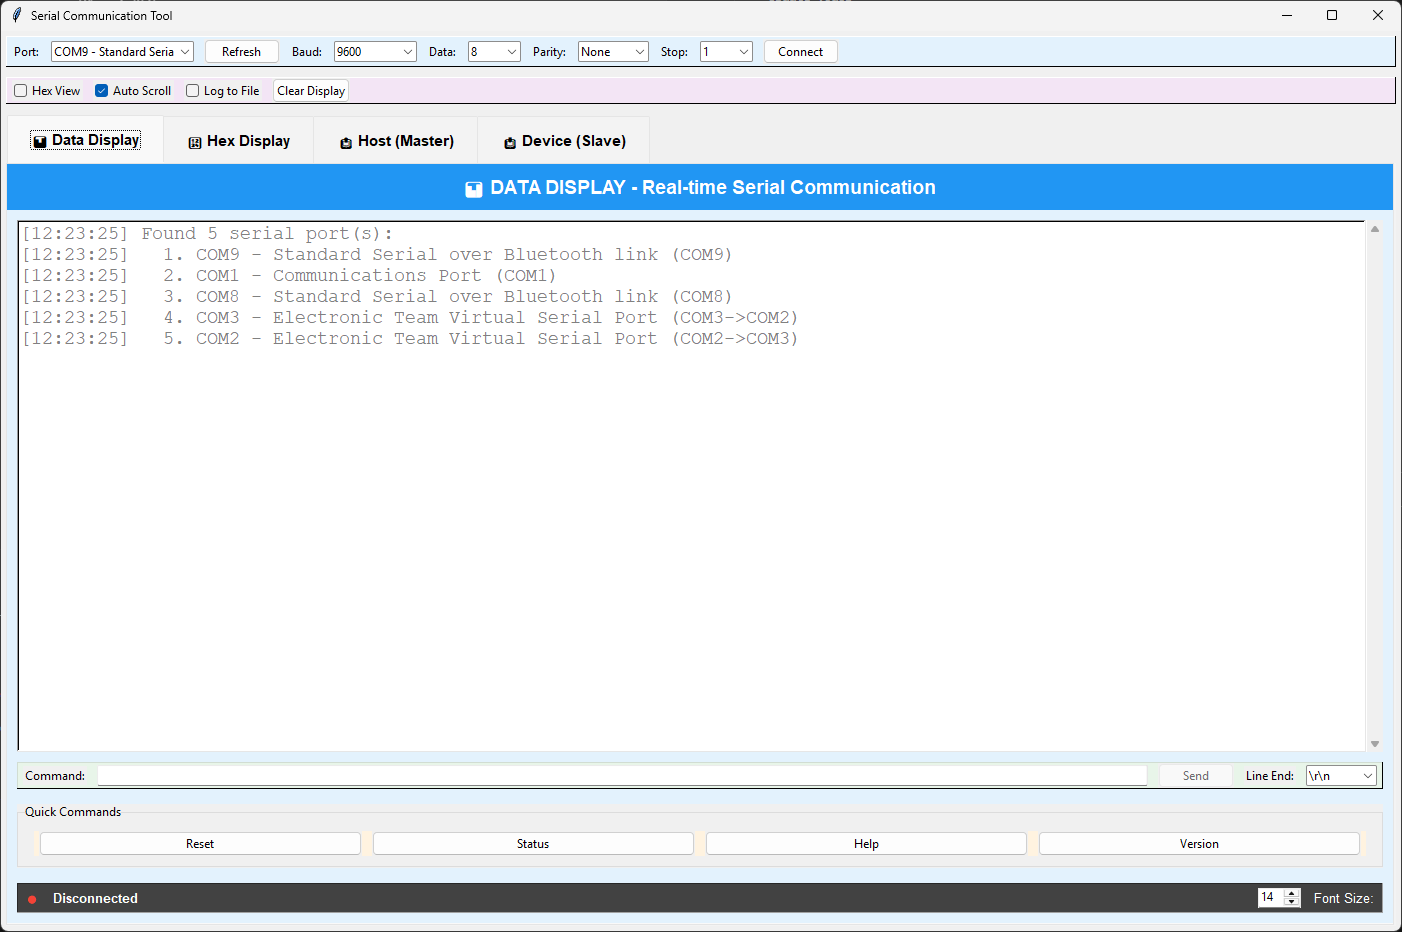 Serial Communication Tool
Port: COM9 - Standard Seria Refresh Baud: 9600 Data: 8 Parity: None Stop: 1 Connect
Hex View Auto Scroll Log to File Clear Display
Data Display Hex Display Host (Master) Device (Slave)
DATA DISPLAY - Real-time Serial Communication
[12:23:25] Found 5 serial port(s):
[12:23:25] 1. COM9 - Standard Serial over Bluetooth link (COM9)
[12:23:25] 2. COM1 - Communications Port (COM1)
[12:23:25] 3. COM8 - Standard Serial over Bluetooth link (COM8)
[12:23:25] 4. COM3 - Electronic Team Virtual Serial Port (COM3->COM2)
[12:23:25] 5. COM2 - Electronic Team Virtual Serial Port (COM2->COM3)
Command: Send Line End: \r\n
Quick Commands
Reset Status Help Version
Disconnected 14 Font Size: